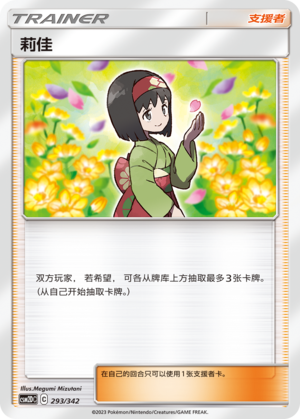 TRAINER
支援者
莉佳
双方玩家，若希望，可各从牌库上方抽取最多3张卡牌。
（从自己开始抽取卡牌。）
Illus.Megumi Mizutani
在自己的回合只可以使用1张支援者卡。
CSM2DC C 293/342
©2023 Pokémon/Nintendo/Creatures/GAME FREAK.